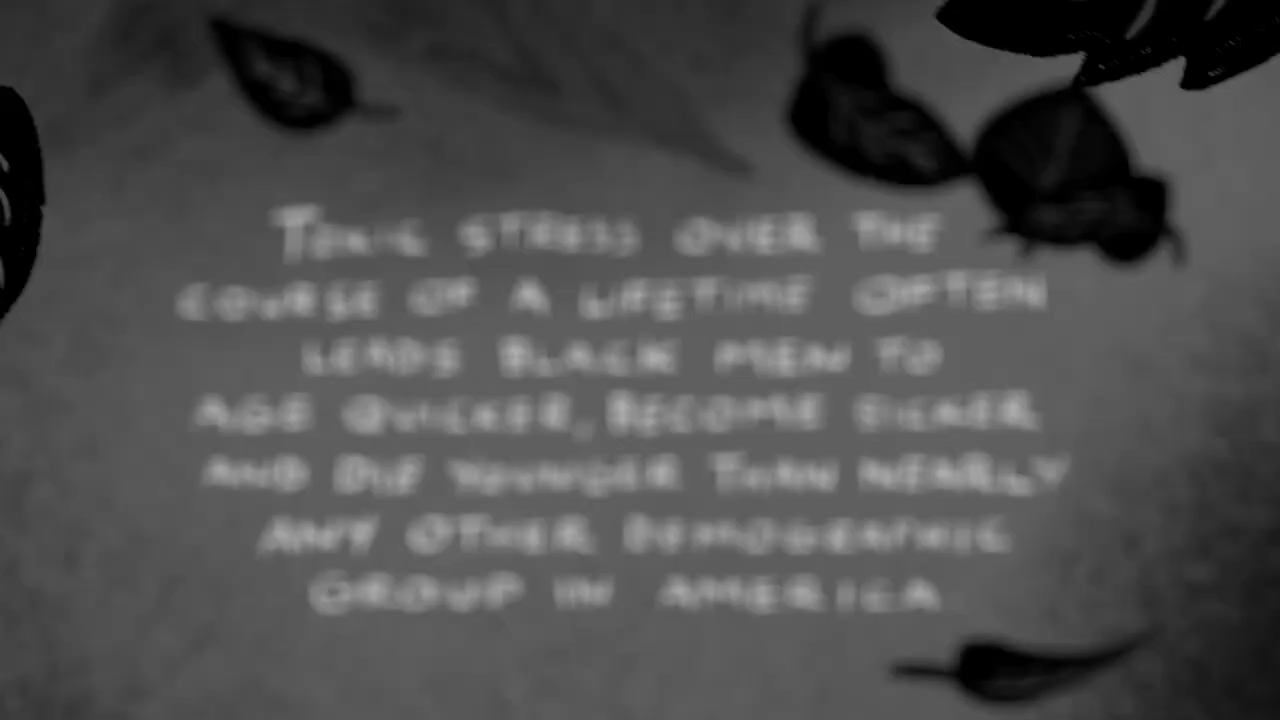 TOXIC STRESS OVER THE
COURSE OF A LIFETIME OFTEN
LEADS BLACK MEN TO
AGE QUICKER, BECOME SICKER
AND DIE YOUNGER THAN NEARLY
ANY OTHER DEMOGRAPHIC
GROUP IN AMERICA